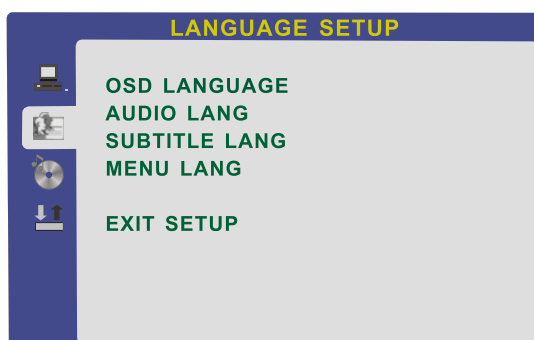 LANGUAGE SETUP
OSD LANGUAGE
AUDIO LANG
SUBTITLE LANG
MENU LANG
EXIT SETUP